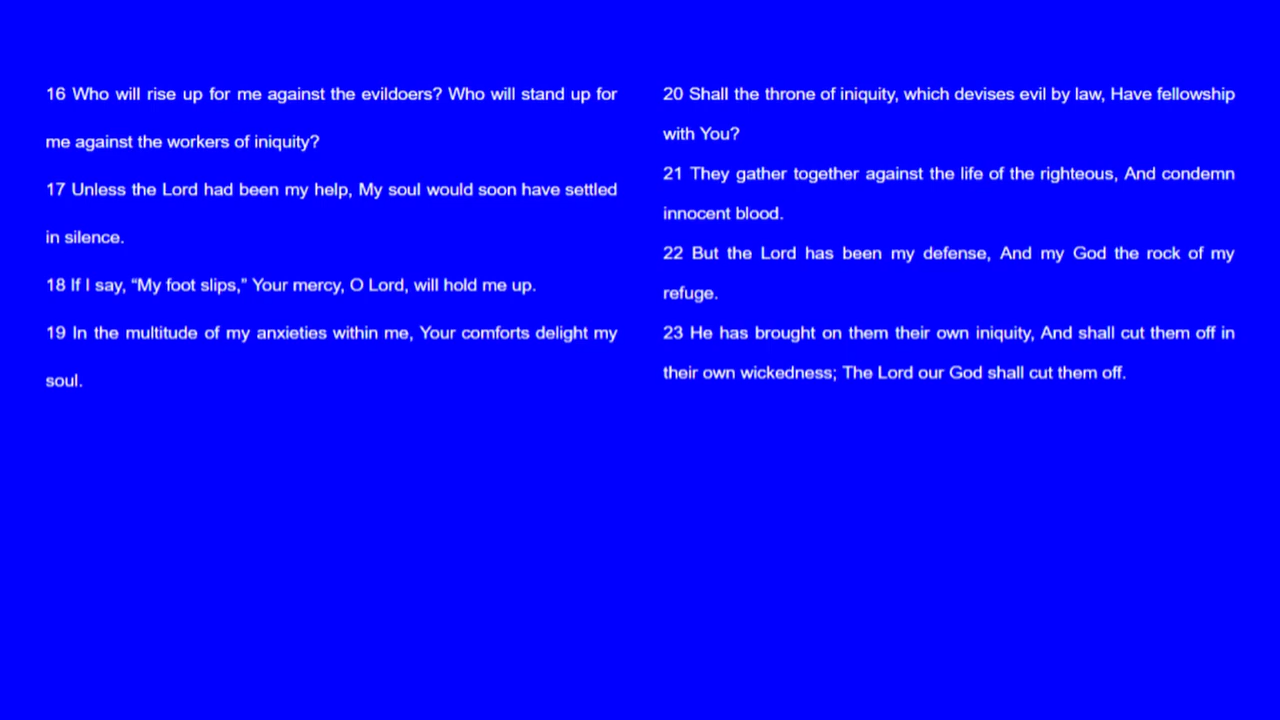 16 Who will rise up for me against the evildoers? Who will stand up for
me against the workers of iniquity?
17 Unless the Lord had been my help, My soul would soon have settled
in silence.
18 If I say, “My foot slips,” Your mercy, O Lord, will hold me up.
19 In the multitude of my anxieties within me, Your comforts delight my
soul.
20 Shall the throne of iniquity, which devises evil by law, Have fellowship
with You?
21 They gather together against the life of the righteous, And condemn
innocent blood.
22 But the Lord has been my defense, And my God the rock of my
refuge.
23 He has brought on them their own iniquity, And shall cut them off in
their own wickedness; The Lord our God shall cut them off.